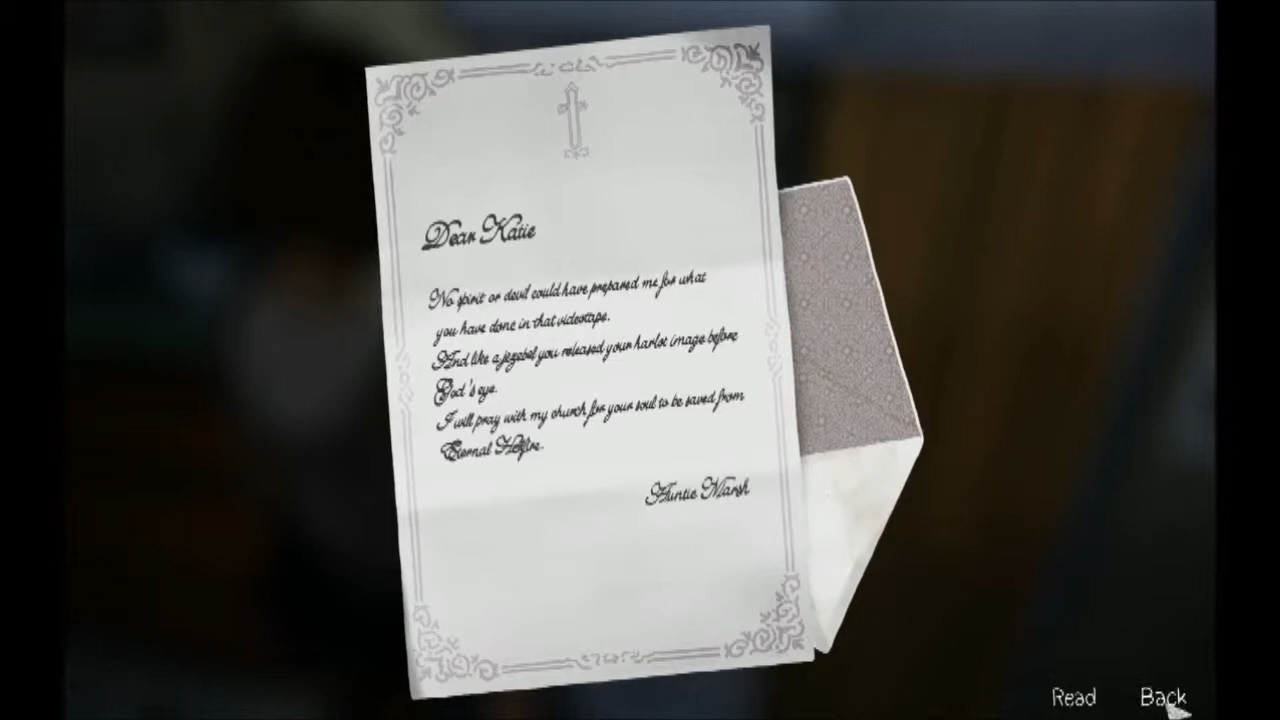 Dear Katie
No spirit or devil could have prepared me for what
you have done in that videotape.
And like a jezebel you released your harlot image before
God's eye.
I will pray with my church for your soul to be saved from
Eternal Hellfire.
Auntie Marsh
Read Back